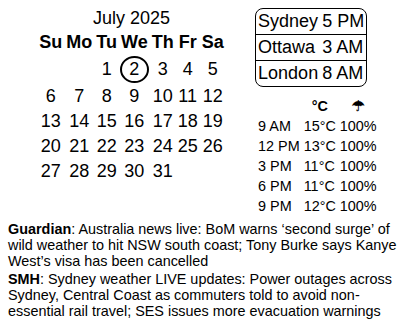 July 2025
Su Mo Tu We Th Fr Sa
1 2 3 4 5
6 7 8 9 10 11 12
13 14 15 16 17 18 19
20 21 22 23 24 25 26
27 28 29 30 31
Sydney 5 PM
Ottawa 3 AM
London 8 AM
°C ☂
9 AM 15°C 100%
12 PM 13°C 100%
3 PM 11°C 100%
6 PM 11°C 100%
9 PM 12°C 100%
Guardian: Australia news live: BoM warns ‘second surge’ of
wild weather to hit NSW south coast; Tony Burke says Kanye
West’s visa has been cancelled
SMH: Sydney weather LIVE updates: Power outages across
Sydney, Central Coast as commuters told to avoid non-
essential rail travel; SES issues more evacuation warnings